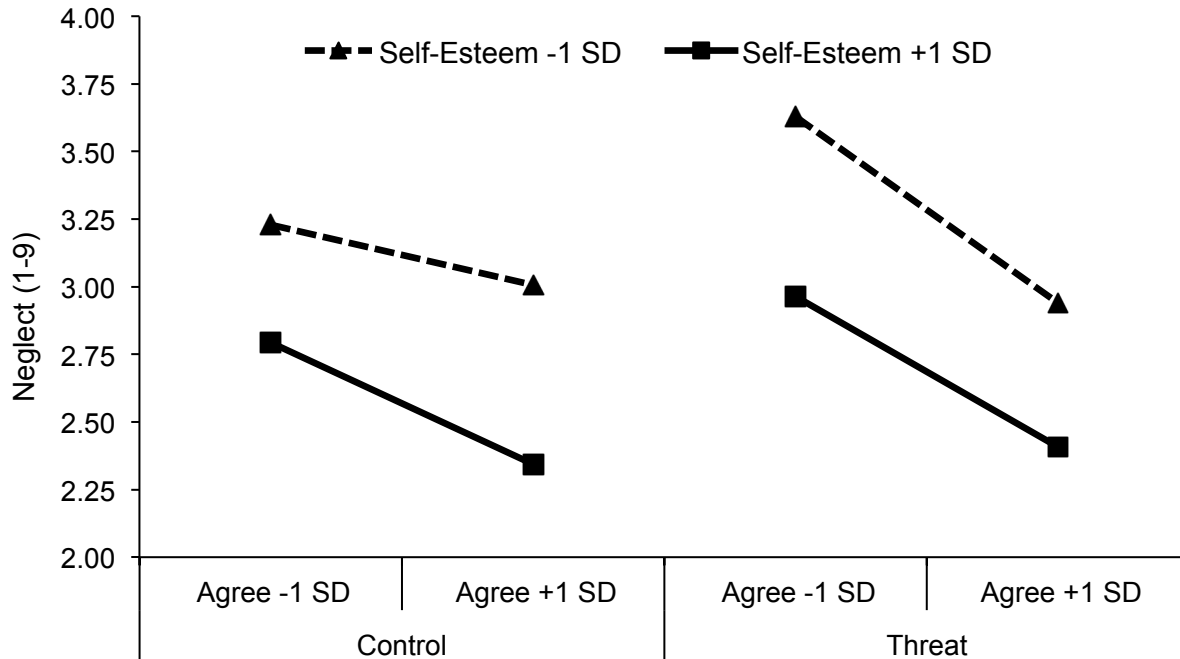 4.00
Self-Esteem -1 SD Self-Esteem +1 SD
3.75
3.50
3.25
3.00
2.75
2.50
2.25
2.00
Neglect (1-9)
Agree -1 SD Agree +1 SD Agree -1 SD Agree +1 SD
Control Threat